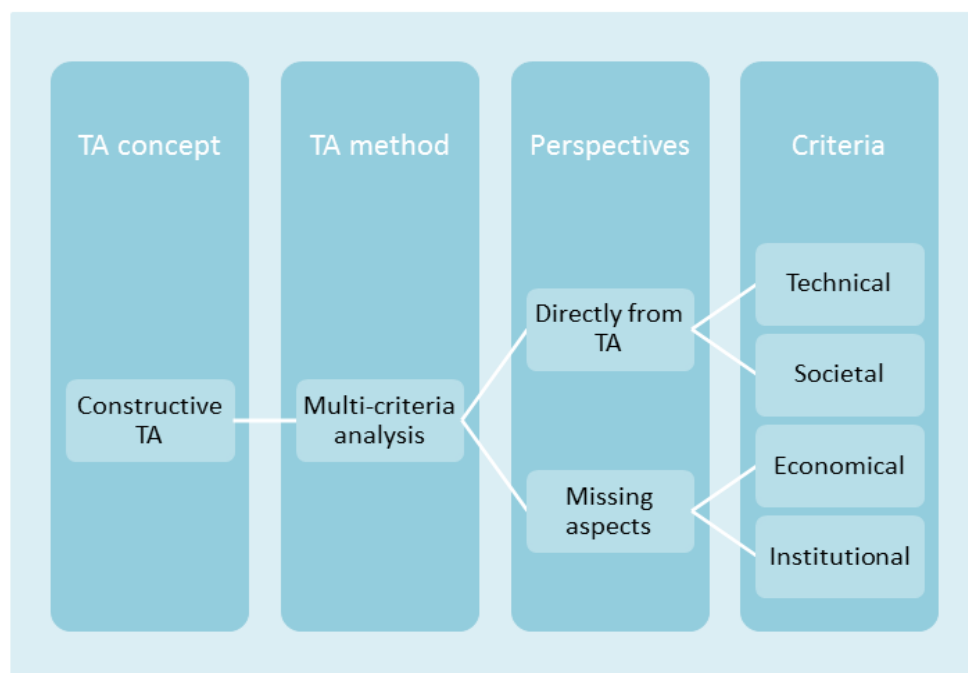 TA concept
TA method
Perspectives
Criteria
Constructive
TA
Multi-criteria
analysis
Directly from
TA
Missing
aspects
Technical
Societal
Economical
Institutional